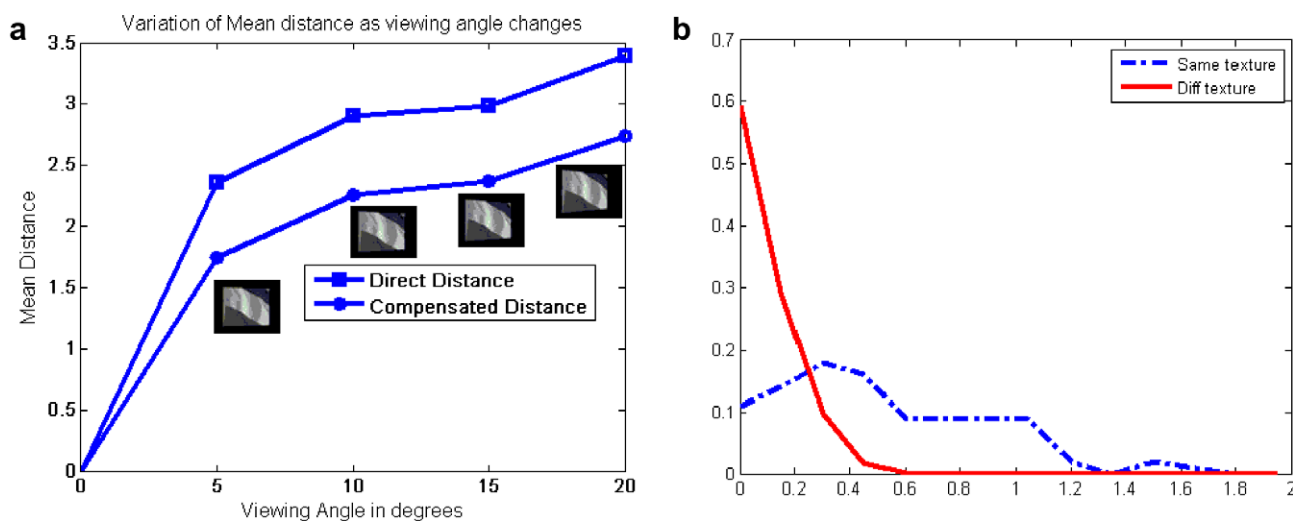 a
Variation of Mean distance as viewing angle changes
3.5
3
2.5
2
1.5
1
0.5
0
Mean Distance
Direct Distance
Compensated Distance
0 5 10 15 20
Viewing Angle in degrees
b
0.7
0.6
0.5
0.4
0.3
0.2
0.1
0
Same texture
Diff texture
0 0.2 0.4 0.6 0.8 1 1.2 1.4 1.6 1.8 2